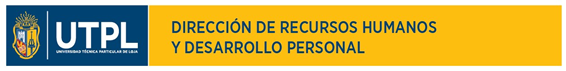 UTPL
UNIVERSIDAD TÉCNICA PARTICULAR DE LOJA
DIRECCIÓN DE RECURSOS HUMANOS
Y DESARROLLO PERSONAL